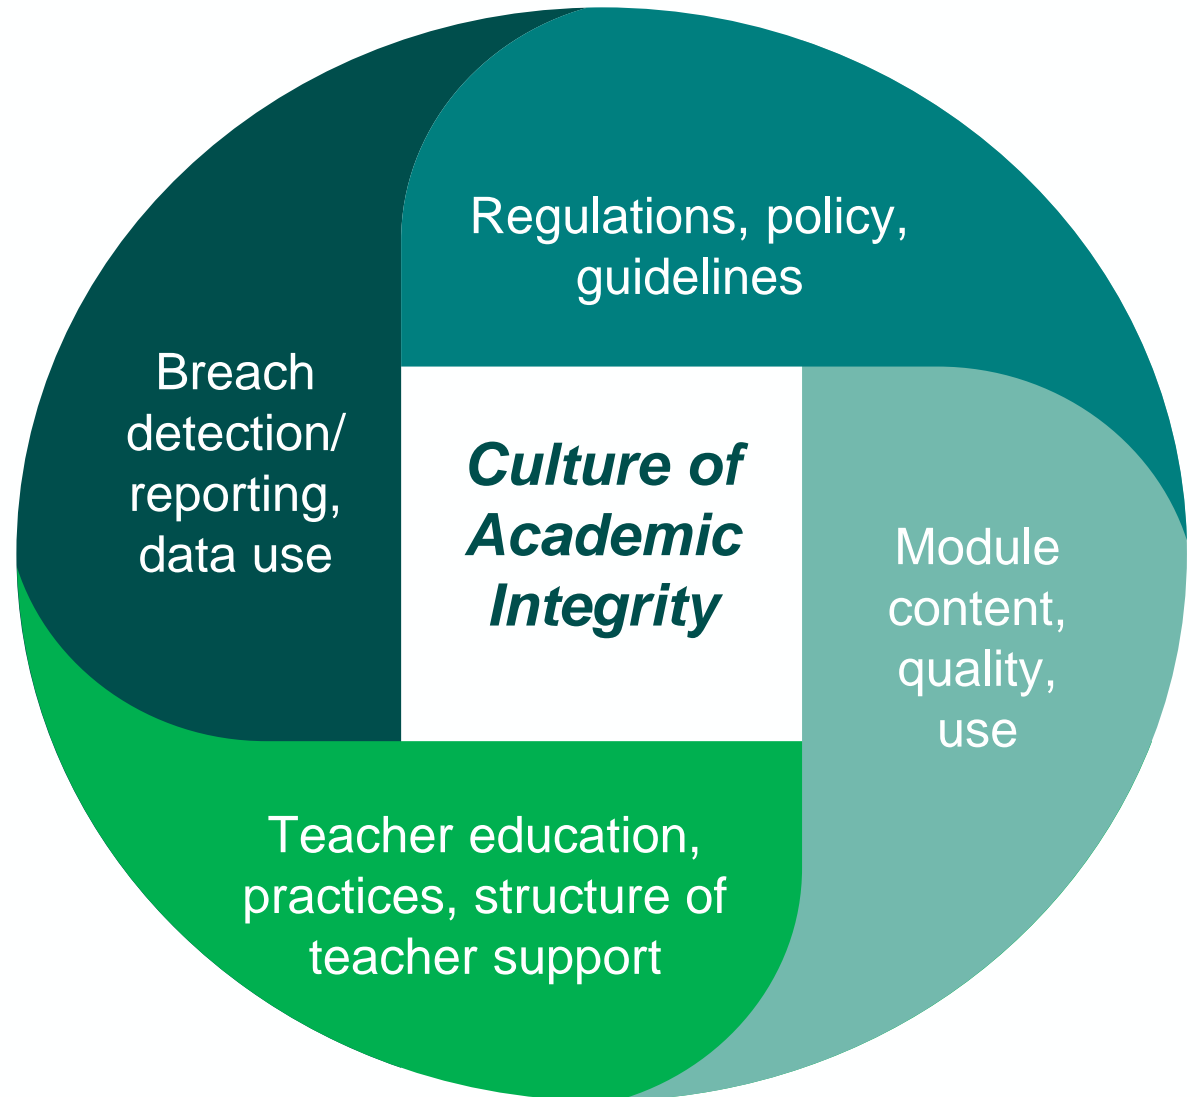 Regulations, policy,
guidelines
Breach
detection/
reporting,
data use
Culture of
Academic
Integrity
Module
content,
quality,
use
Teacher education,
practices, structure of
teacher support